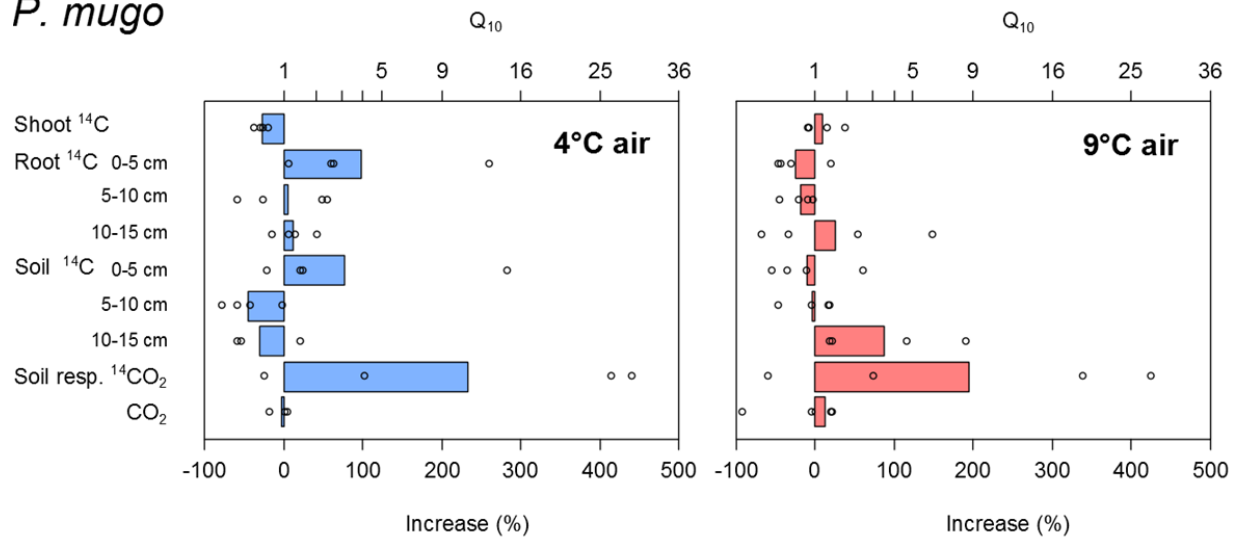 P. mugo
Q₁₀ Q₁₀
1 5 9 16 25 36 1 5 9 16 25 36
Shoot ¹⁴C
4°C air 9°C air
Root ¹⁴C 0-5 cm
5-10 cm
10-15 cm
Soil ¹⁴C 0-5 cm
5-10 cm
10-15 cm
Soil resp. ¹⁴CO₂
CO₂
-100 0 100 200 300 400 500 -100 0 100 200 300 400 500
Increase (%) Increase (%)